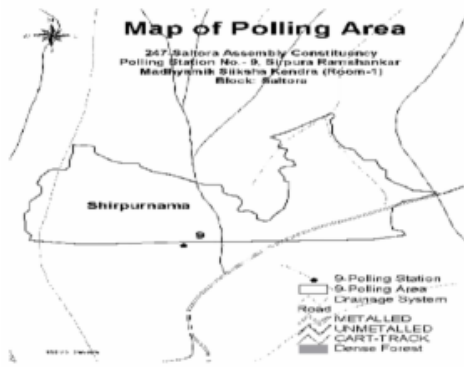 Map of Polling Area
247-Saltora Assembly Constituency
Polling Station No.- 9, Sirpura Ramshankar
Madhyamik Siksha Kendra (Room-1)
Block: Saltora
Shirpurnama
9
9-Polling Station
9-Polling Area
Drainage System
Road
METALLED
UNMETALLED
CART-TRACK
Dense Forest